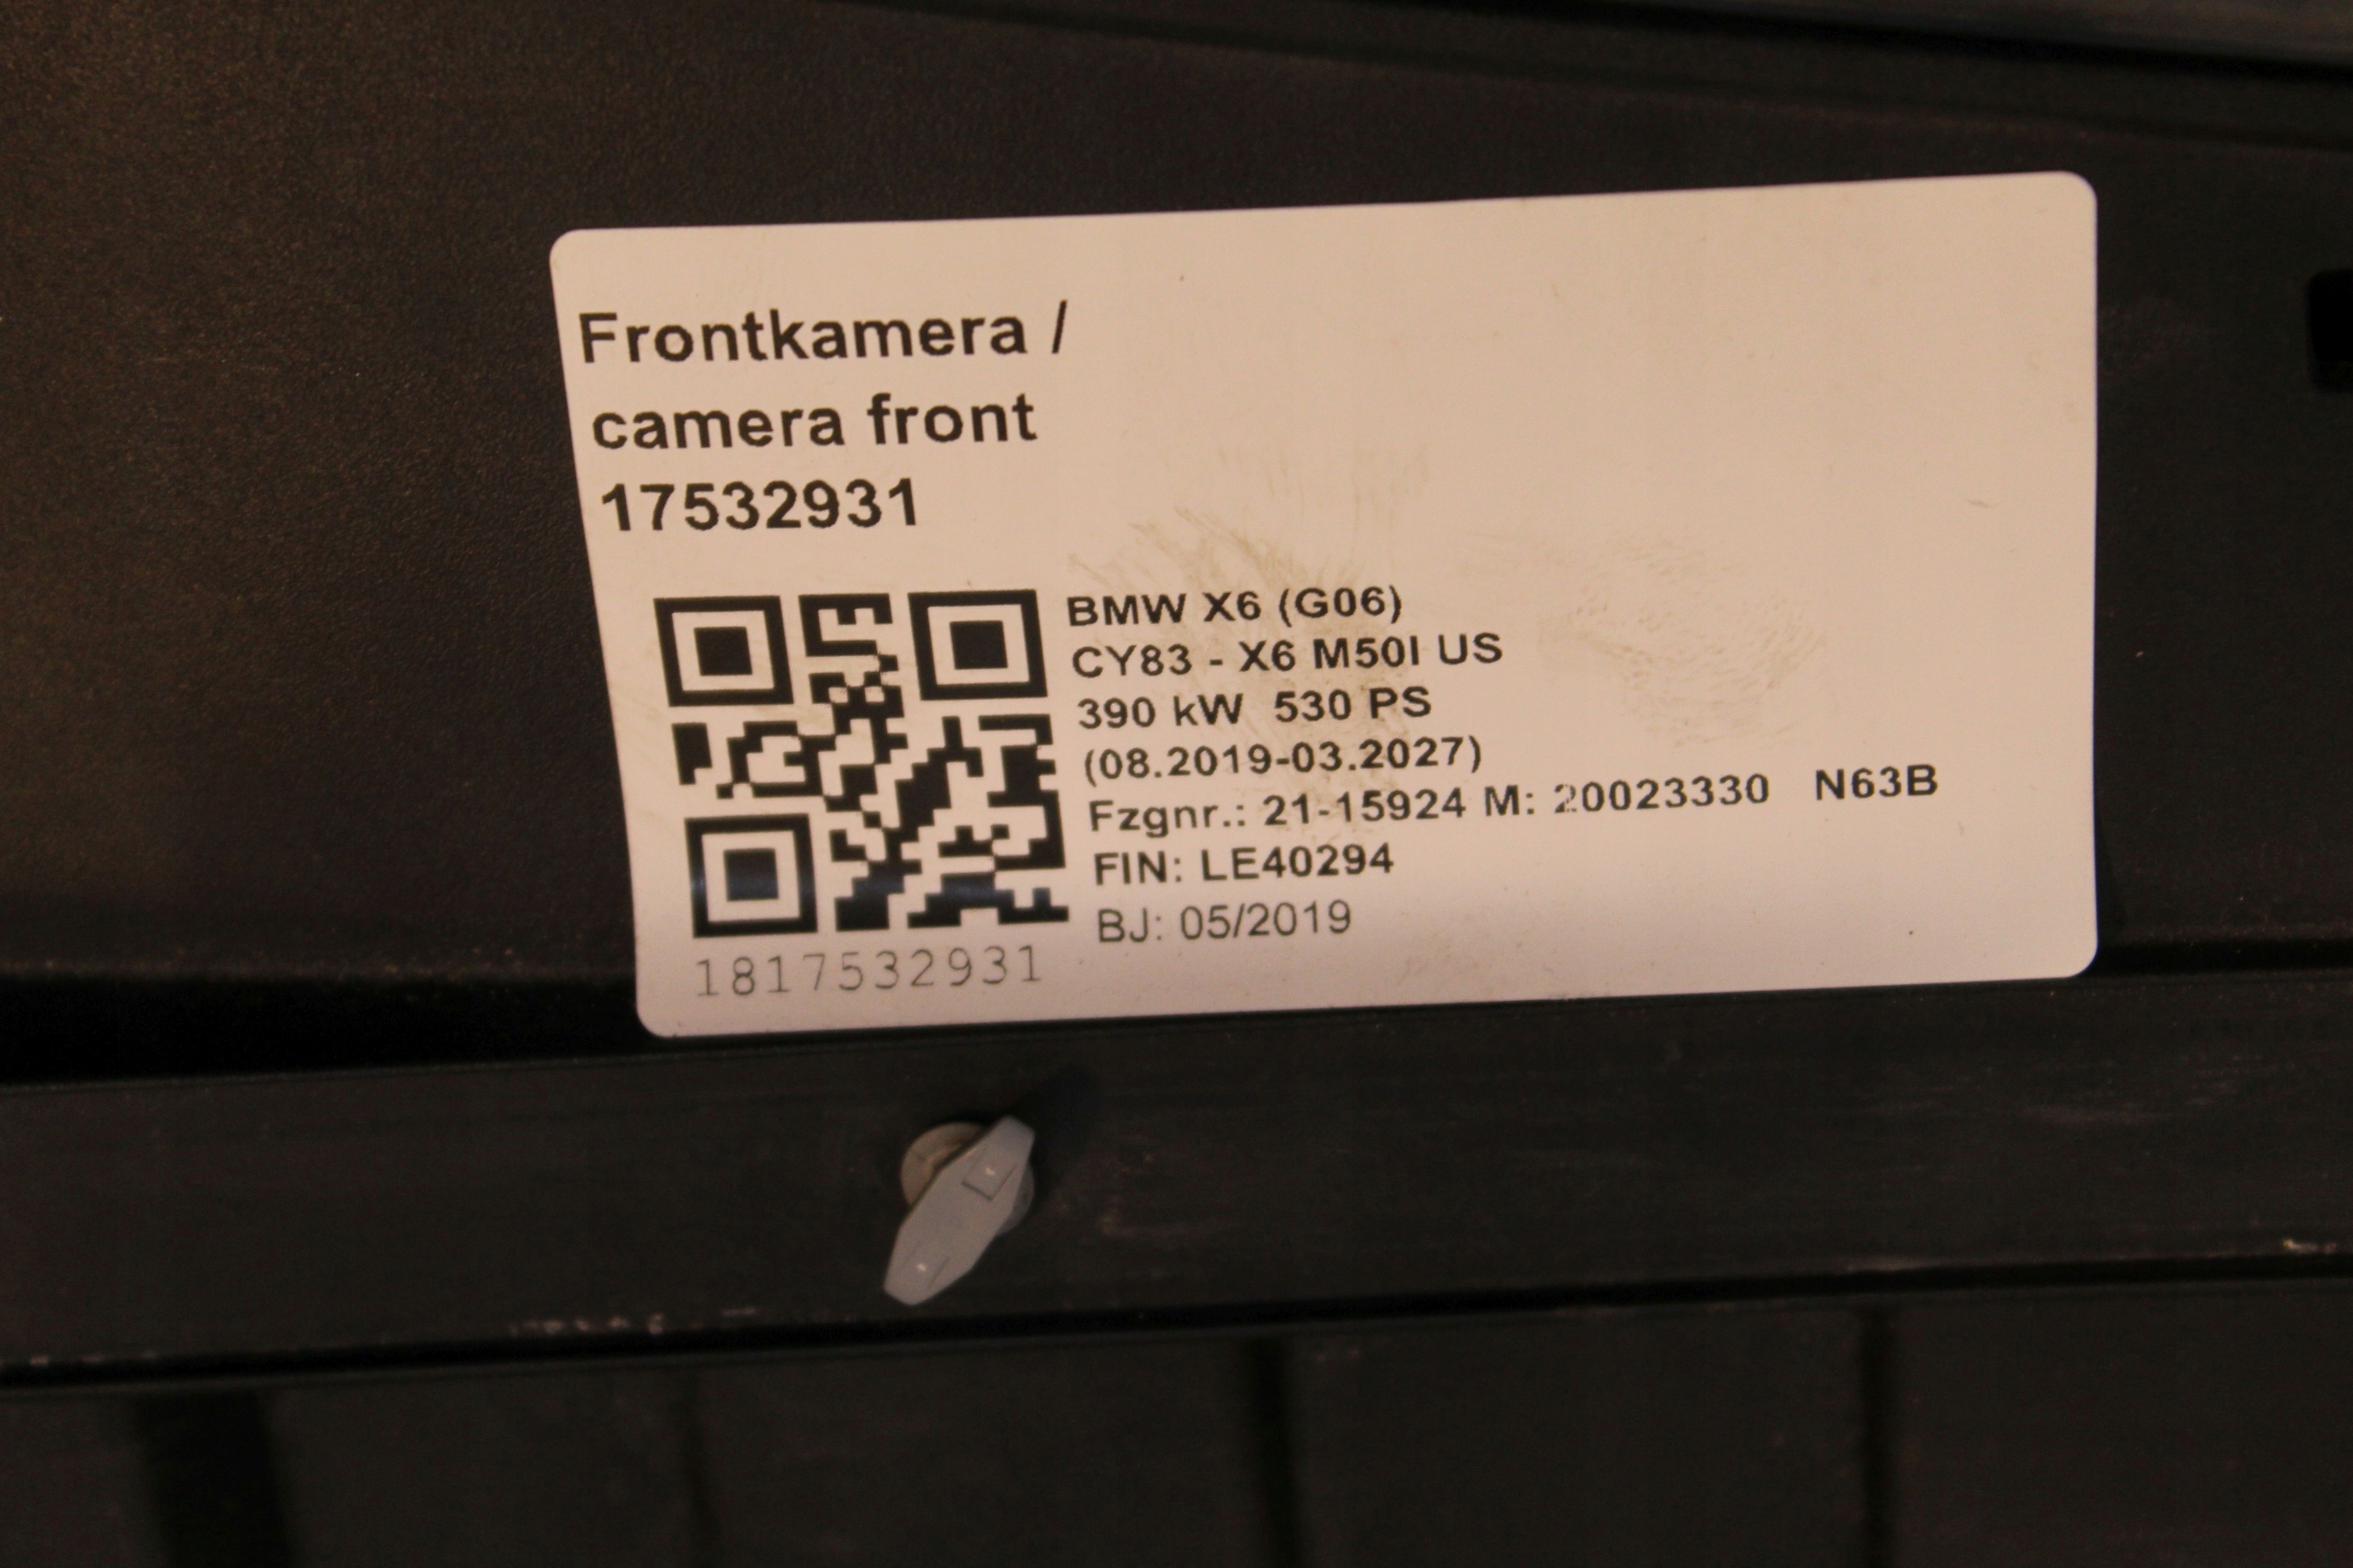 Frontkamera /
camera front
17532931
BMW X6 (G06)
CY83 - X6 M50I US
390 kW 530 PS
(08.2019-03.2027)
Fzgnr.: 21-15924 M: 20023330 N63B
FIN: LE40294
BJ: 05/2019
1817532931